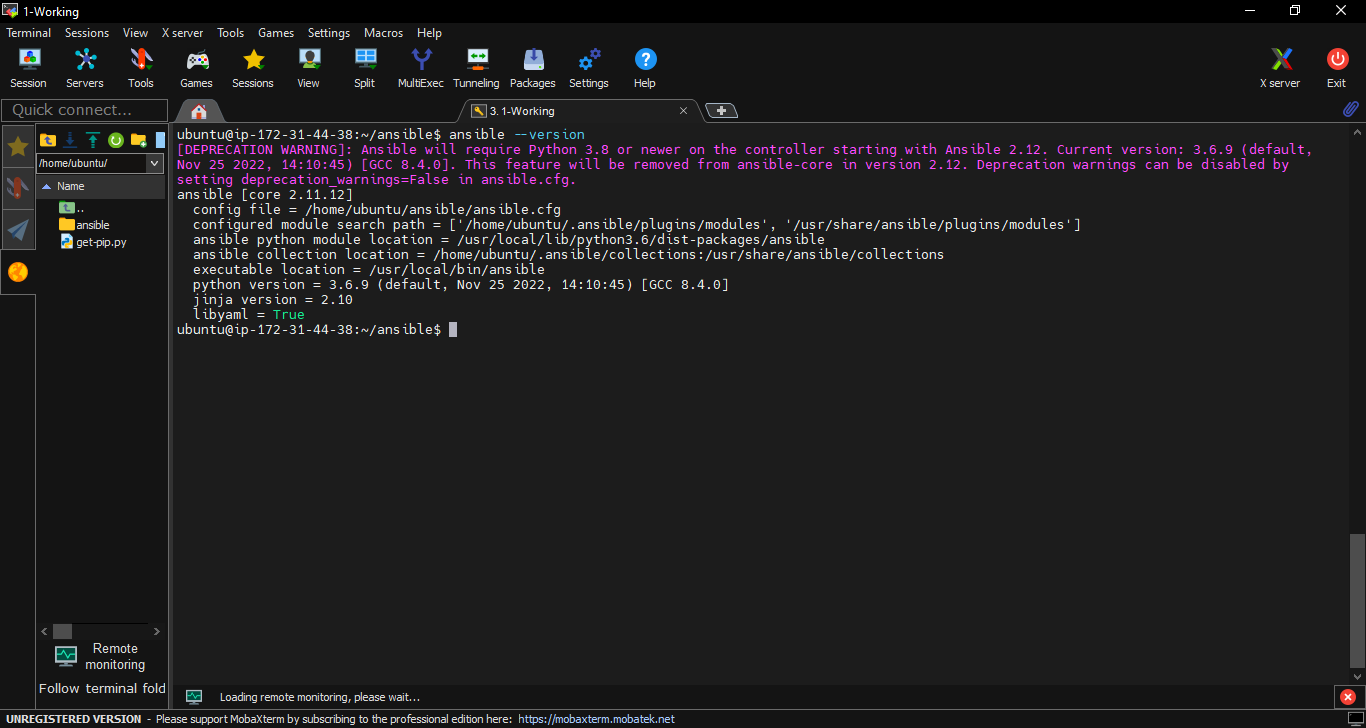 1-Working
Terminal Sessions View X server Tools Games Settings Macros Help
Session Servers Tools Games Sessions View Split MultiExec Tunneling Packages Settings Help X server Exit
Quick connect...
3. 1-Working
/home/ubuntu/
Name
..
ansible
get-pip.py
ubuntu@ip-172-31-44-38:~/ansible$ ansible --version
[DEPRECATION WARNING]: Ansible will require Python 3.8 or newer on the controller starting with Ansible 2.12. Current version: 3.6.9 (default,
Nov 25 2022, 14:10:45) [GCC 8.4.0]. This feature will be removed from ansible-core in version 2.12. Deprecation warnings can be disabled by
setting deprecation_warnings=False in ansible.cfg.
ansible [core 2.11.12]
config file = /home/ubuntu/ansible/ansible.cfg
configured module search path = ['/home/ubuntu/.ansible/plugins/modules', '/usr/share/ansible/plugins/modules']
ansible python module location = /usr/local/lib/python3.6/dist-packages/ansible
ansible collection location = /home/ubuntu/.ansible/collections:/usr/share/ansible/collections
executable location = /usr/local/bin/ansible
python version = 3.6.9 (default, Nov 25 2022, 14:10:45) [GCC 8.4.0]
jinja version = 2.10
libyaml = True
ubuntu@ip-172-31-44-38:~/ansible$
Remote
monitoring
Follow terminal fold
Loading remote monitoring, please wait...
UNREGISTERED VERSION - Please support MobaXterm by subscribing to the professional edition here: https://mobaxterm.mobatek.net